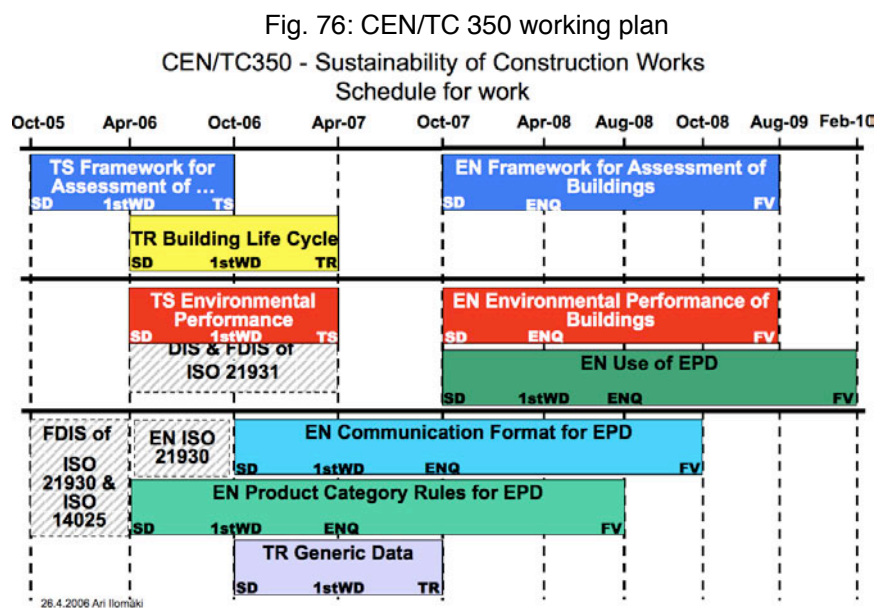 Fig. 76: CEN/TC 350 working plan
CEN/TC350 - Sustainability of Construction Works
Schedule for work
Oct-05 Apr-06 Oct-06 Apr-07 Oct-07 Apr-08 Aug-08 Oct-08 Aug-09 Feb-10
TS Framework for
Assessment of ...
SD 1stWD TS
EN Framework for Assessment of
Buildings
SD ENQ FV
TR Building Life Cycle
SD 1stWD TR
TS Environmental
Performance
SD 1stWD TS
EN Environmental Performance of
Buildings
SD ENQ FV
DIS & FDIS of
ISO 21931
EN Use of EPD
SD 1stWD ENQ FV
FDIS of
ISO
21930 &
ISO
14025
EN ISO
21930
EN Communication Format for EPD
SD 1stWD ENQ FV
EN Product Category Rules for EPD
SD 1stWD ENQ FV
TR Generic Data
SD 1stWD TR
26.4.2006 Ari Ilomäki